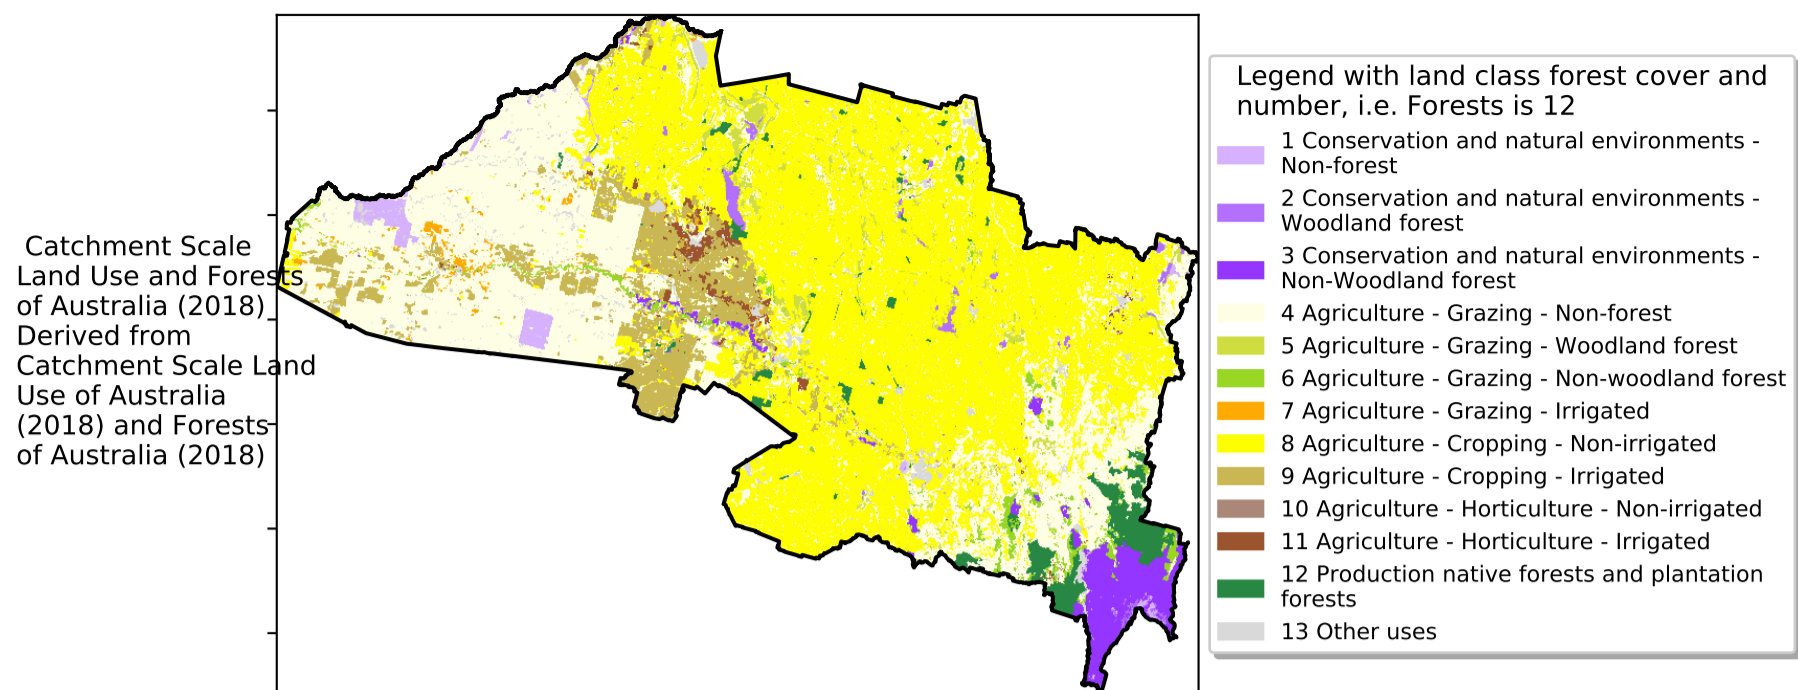 Catchment Scale
Land Use and Forests
of Australia (2018)
Derived from
Catchment Scale Land
Use of Australia
(2018) and Forests
of Australia (2018)
Legend with land class forest cover and
number, i.e. Forests is 12
1 Conservation and natural environments -
Non-forest
2 Conservation and natural environments -
Woodland forest
3 Conservation and natural environments -
Non-Woodland forest
4 Agriculture - Grazing - Non-forest
5 Agriculture - Grazing - Woodland forest
6 Agriculture - Grazing - Non-woodland forest
7 Agriculture - Grazing - Irrigated
8 Agriculture - Cropping - Non-irrigated
9 Agriculture - Cropping - Irrigated
10 Agriculture - Horticulture - Non-irrigated
11 Agriculture - Horticulture - Irrigated
12 Production native forests and plantation
forests
13 Other uses